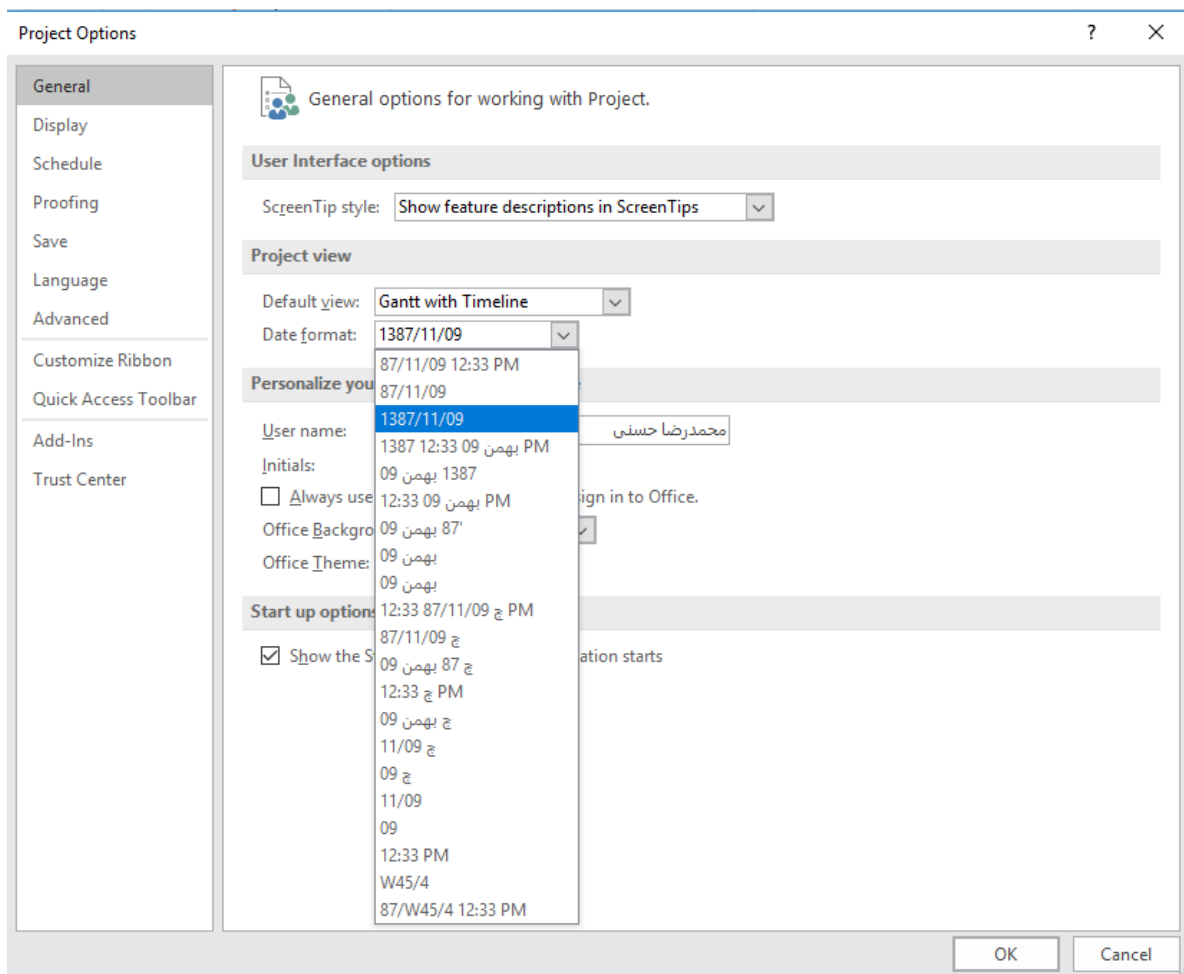 Project Options
?
General
Display
Schedule
Proofing
Save
Language
Advanced
Customize Ribbon
Quick Access Toolbar
Add-Ins
Trust Center
General options for working with Project.
User Interface options
ScreenTip style: Show feature descriptions in ScreenTips
Project view
Default view: Gantt with Timeline
Date format: 1387/11/09
87/11/09 12:33 PM
87/11/09
1387/11/09
1387 12:33 بهمن 09 PM
09 بهمن 1387
12:33 بهمن 09 PM
09 بهمن 87'
09 بهمن
09 بهمن
12:33 87/11/09 چ PM
87/11/09 چ
09 بهمن 87 چ
12:33 چ PM
09 بهمن چ
11/09 چ
09 چ
11/09
09
12:33 PM
W45/4
87/W45/4 12:33 PM
Personalize you
User name: محمدرضا حسنی
Initials:
Always use ign in to Office.
Office Backgro
Office Theme:
Start up options
Show the S ation starts
OK
Cancel